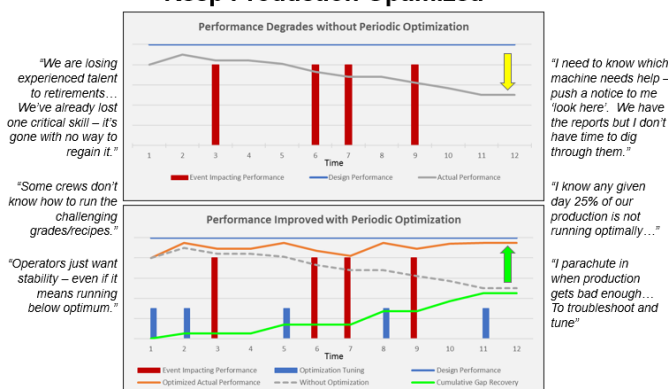 Keep Production Optimized
Performance Degrades without Periodic Optimization
1 2 3 4 5 6 7 8 9 10 11 12
Time
Event Impacting Performance Design Performance Actual Performance
"We are losing
experienced talent
to retirements…
We've already lost
one critical skill – it's
gone with no way to
regain it."
"Some crews don't
know how to run the
challenging
grades/recipes."
"Operators just want
stability – even if it
means running
below optimum."
"I need to know which
machine needs help –
push a notice to me
'look here'. We have
the reports but I don't
have time to dig
through them."
"I know any given
day 25% of our
production is not
running optimally…"
"I parachute in
when production
gets bad enough…
To troubleshoot and
tune"
Performance Improved with Periodic Optimization
1 2 3 4 5 6 7 8 9 10 11 12
Time
Event Impacting Performance Optimization Tuning Design Performance
Optimized Actual Performance Without Optimization Cumulative Gap Recovery